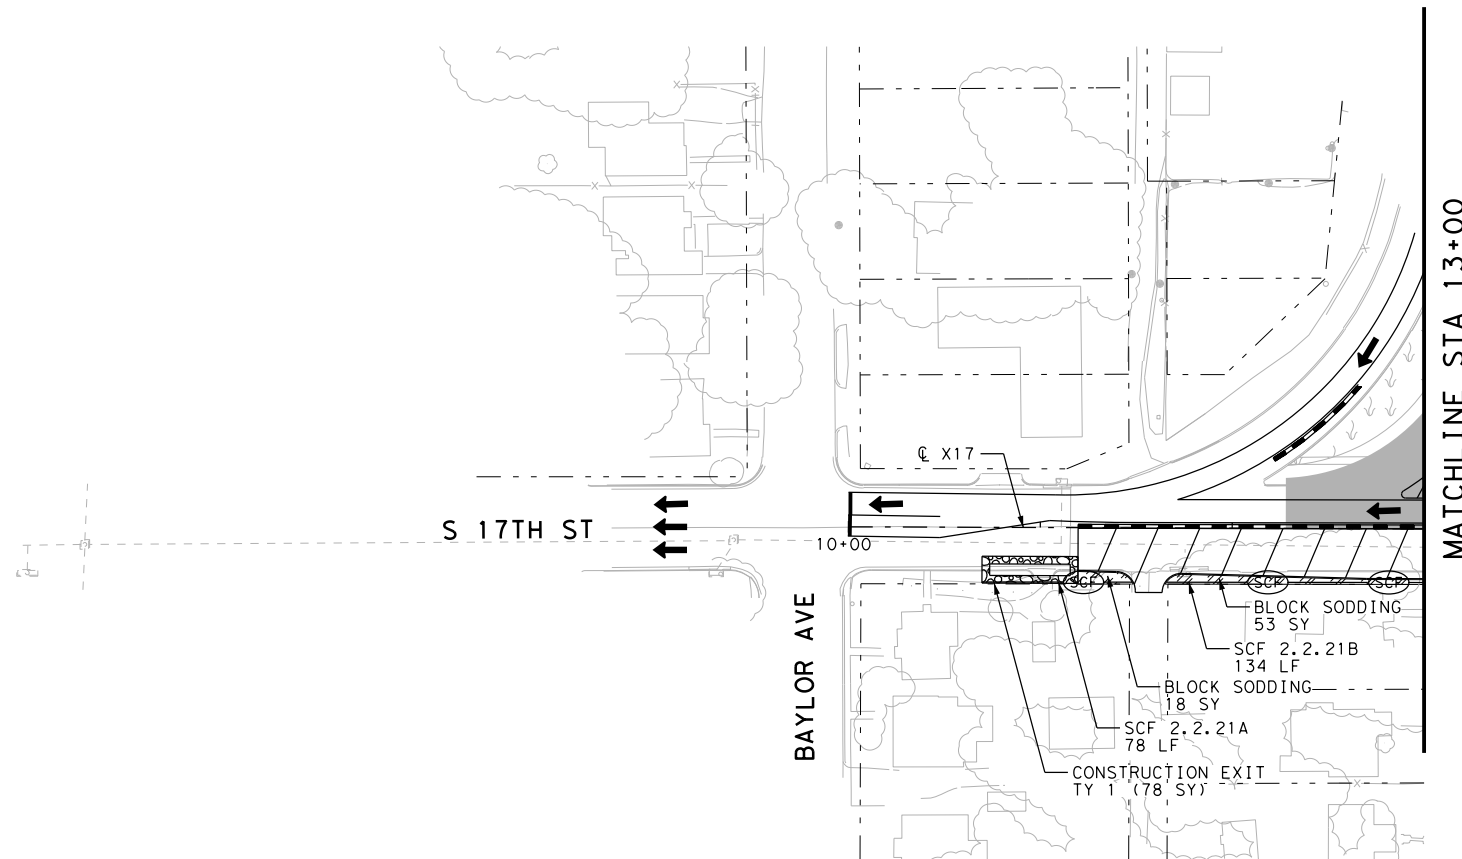 MATCHLINE STA 13+00
℄ X17
S 17TH ST
10+00
BAYLOR AVE
SCF
SCF
SCF
BLOCK SODDING
53 SY
SCF 2.2.21B
134 LF
BLOCK SODDING
18 SY
SCF 2.2.21A
78 LF
CONSTRUCTION EXIT
TY 1 (78 SY)